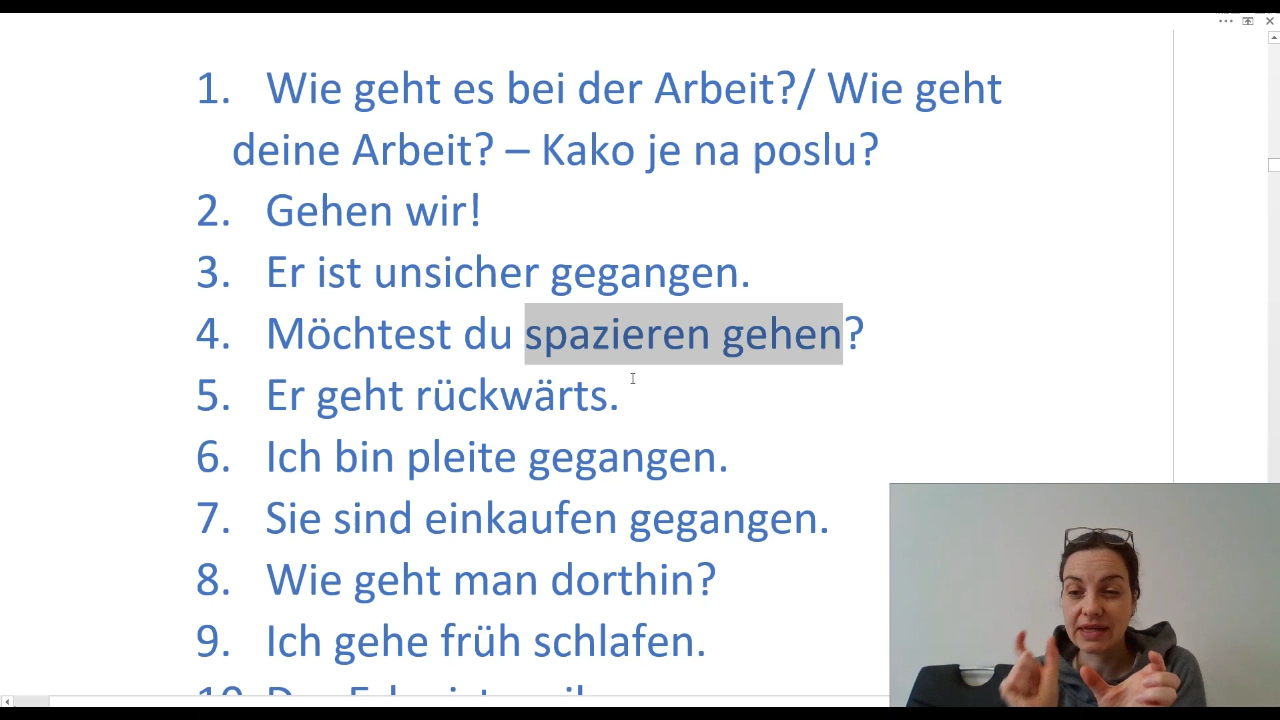 1. Wie geht es bei der Arbeit?/ Wie geht
deine Arbeit? – Kako je na poslu?
2. Gehen wir!
3. Er ist unsicher gegangen.
4. Möchtest du spazieren gehen?
5. Er geht rückwärts.
6. Ich bin pleite gegangen.
7. Sie sind einkaufen gegangen.
8. Wie geht man dorthin?
9. Ich gehe früh schlafen.